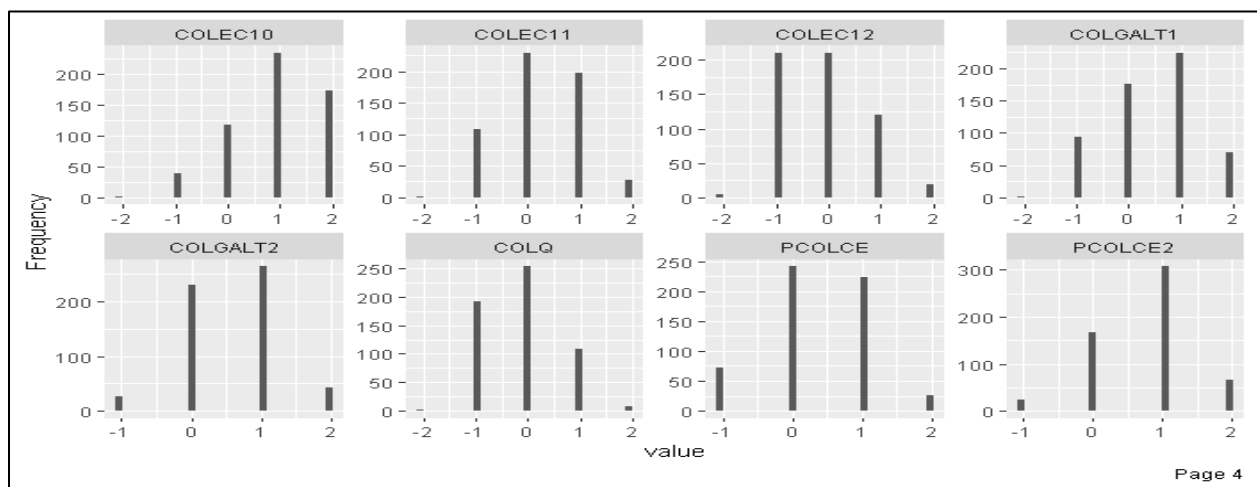 COLEC10 COLEC11 COLEC12 COLGALT1
200 200 200 200
150 150 150 150
100 100 100 100
50 50 50 50
0 0 0 0
-2 -1 0 1 2 -2 -1 0 1 2 -2 -1 0 1 2 -2 -1 0 1 2
Frequency
COLGALT2 COLQ PCOLCE PCOLCE2
200 100 0
250 200 150 100 50 0
250 200 150 100 50 0
300 200 100 0
-1 0 1 2 -2 -1 0 1 2 -1 0 1 2 -1 0 1 2
value
Page 4